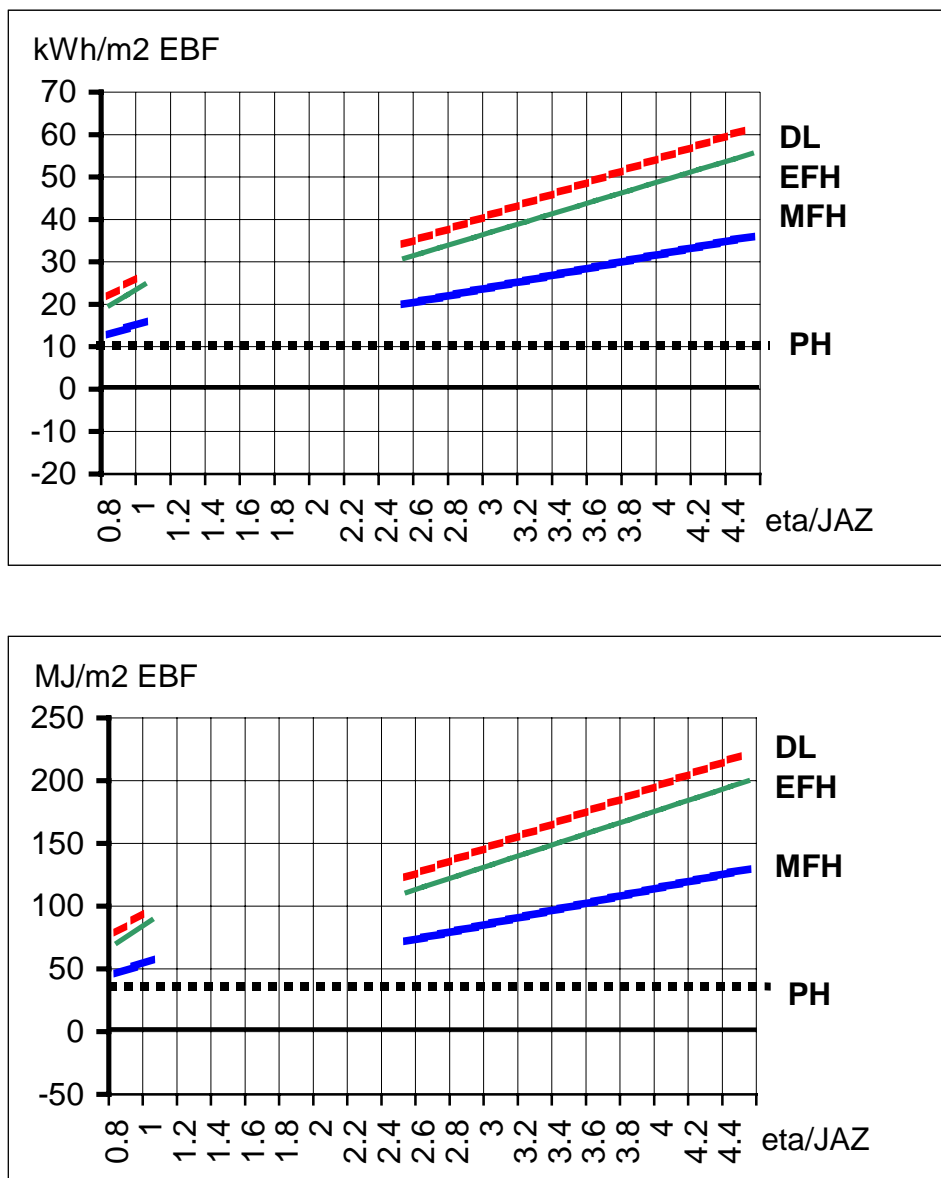 kWh/m2 EBF
70
60
50
40
30
20
10
0
-10
-20
DL
EFH
MFH
PH
0.8 1 1.2 1.4 1.6 1.8 2 2.2 2.4 2.6 2.8 3 3.2 3.4 3.6 3.8 4 4.2 4.4 eta/JAZ
MJ/m2 EBF
250
200
150
100
50
0
-50
DL
EFH
MFH
PH
0.8 1 1.2 1.4 1.6 1.8 2 2.2 2.4 2.6 2.8 3 3.2 3.4 3.6 3.8 4 4.2 4.4 eta/JAZ